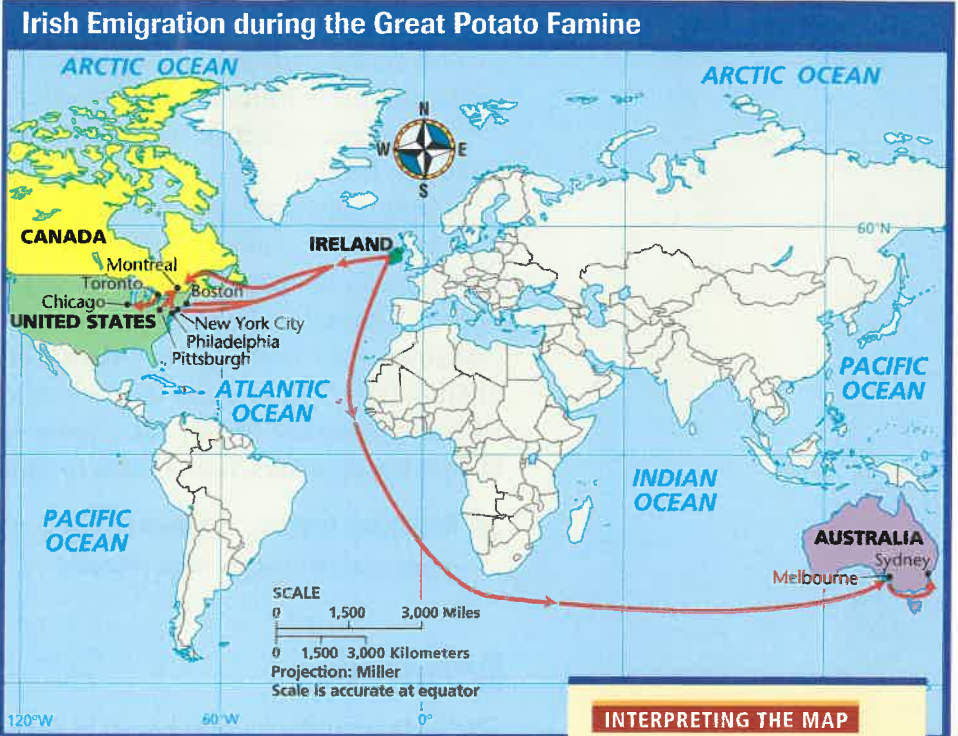 Irish Emigration during the Great Potato Famine
ARCTIC OCEAN
ARCTIC OCEAN
N
W
E
S
60°N
CANADA
IRELAND
Montreal
Toronto
Boston
Chicago
UNITED STATES
New York City
Philadelphia
Pittsburgh
ATLANTIC
OCEAN
PACIFIC
OCEAN
0°
INDIAN
OCEAN
PACIFIC
OCEAN
AUSTRALIA
Sydney
Melbourne
SCALE
0 1,500 3,000 Miles
0 1,500 3,000 Kilometers
Projection: Miller
Scale is accurate at equator
120°W
60°W
0°
INTERPRETING THE MAP